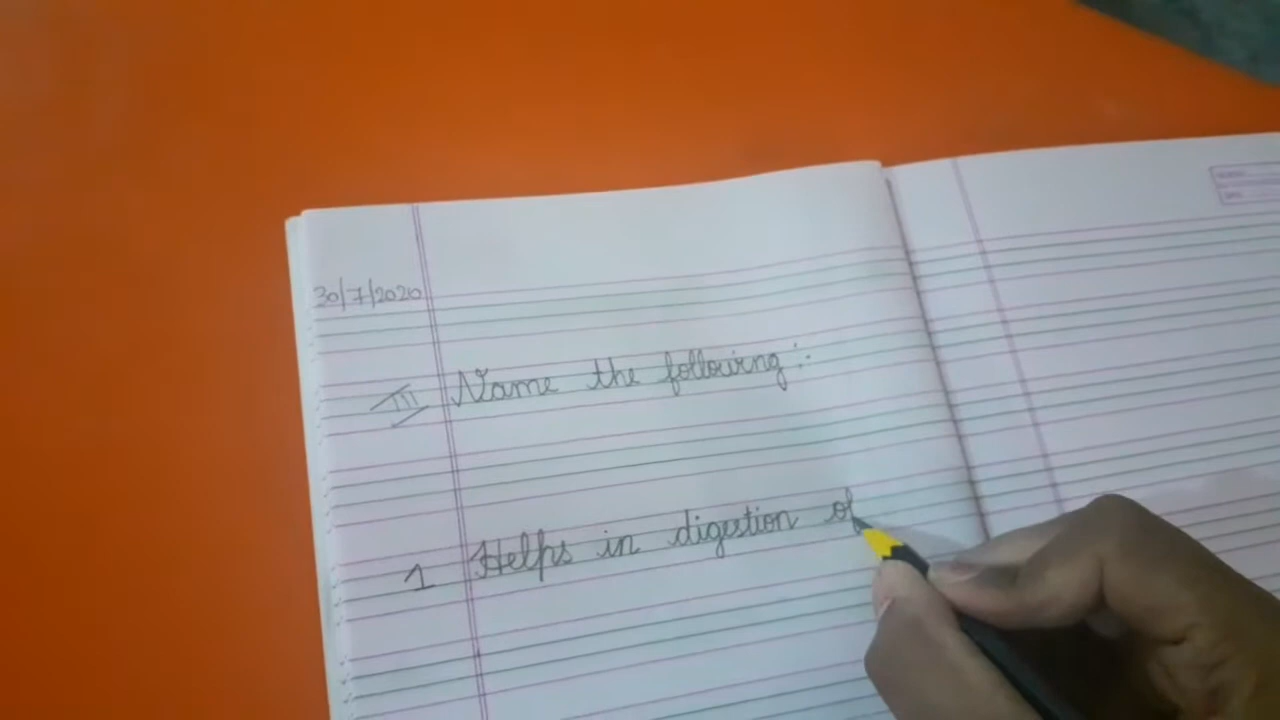 30/7/2020
III Name the following :-
1 Helps in digestion of